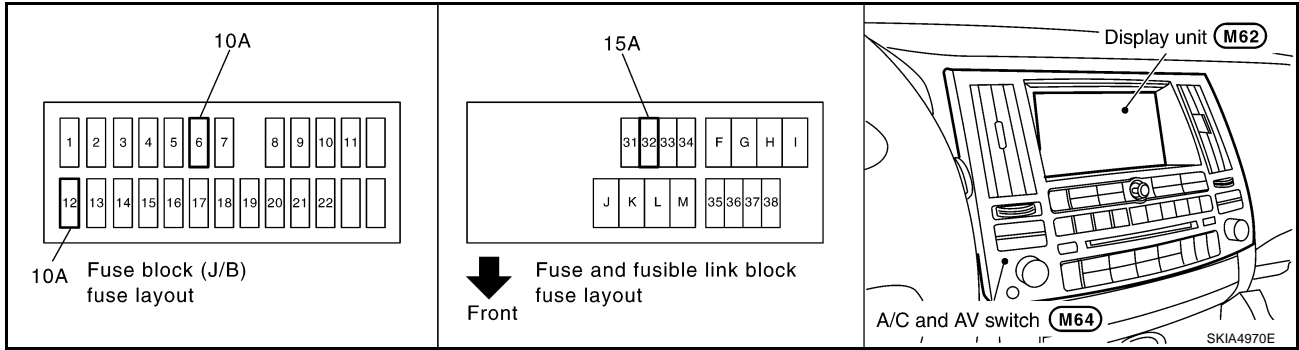 10A
1 2 3 4 5 6 7 8 9 10 11
12 13 14 15 16 17 18 19 20 21 22
10A
Fuse block (J/B)
fuse layout
15A
31 32 33 34 F G H I
J K L M 35 36 37 38
Front
Fuse and fusible link block
fuse layout
Display unit M62
A/C and AV switch M64
SKIA4970E